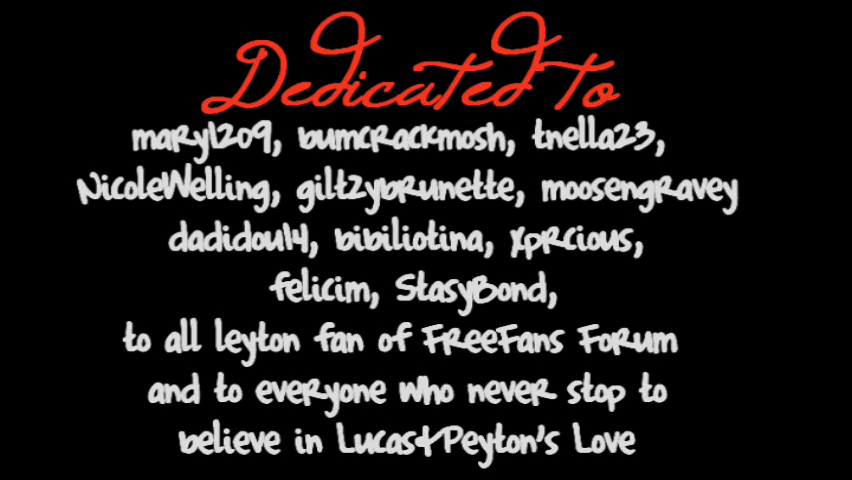 Dedicated to
mary1209, bumcrackmosh, tnella23,
NicoleWelling, giltzybrunette, moosengravey
dadidou14, bibiliotina, xprcious,
felicim, StasyBond,
to all leyton fan of FreeFans Forum
and to everyone who never stop to
believe in Lucas&Peyton's Love